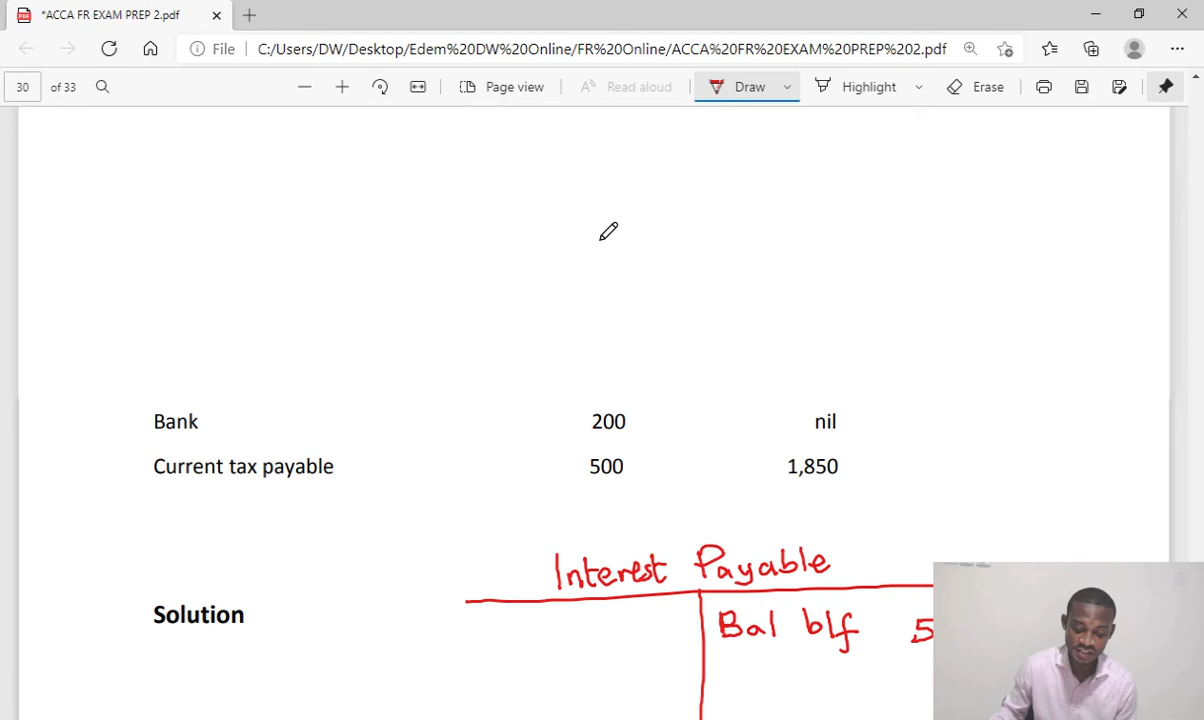 *ACCA FR EXAM PREP 2.pdf
File C:/Users/DW/Desktop/Edem%20DW%20Online/FR%20Online/ACCA%20FR%20EXAM%20PREP%202.pdf
30 of 33 Page view Read aloud Draw Highlight Erase
Bank 200 nil
Current tax payable 500 1,850
Interest Payable
Solution
Bal b/f 5